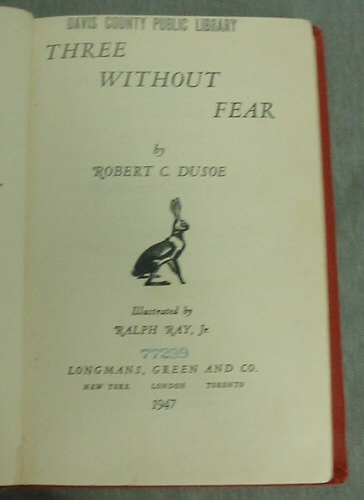 DAVIS COUNTY PUBLIC LIBRARY
THREE
WITHOUT
FEAR
by
ROBERT C. DUSOE
Illustrated by
RALPH RAY, Jr.
77239
LONGMANS, GREEN AND CO.
NEW YORK LONDON TORONTO
1947